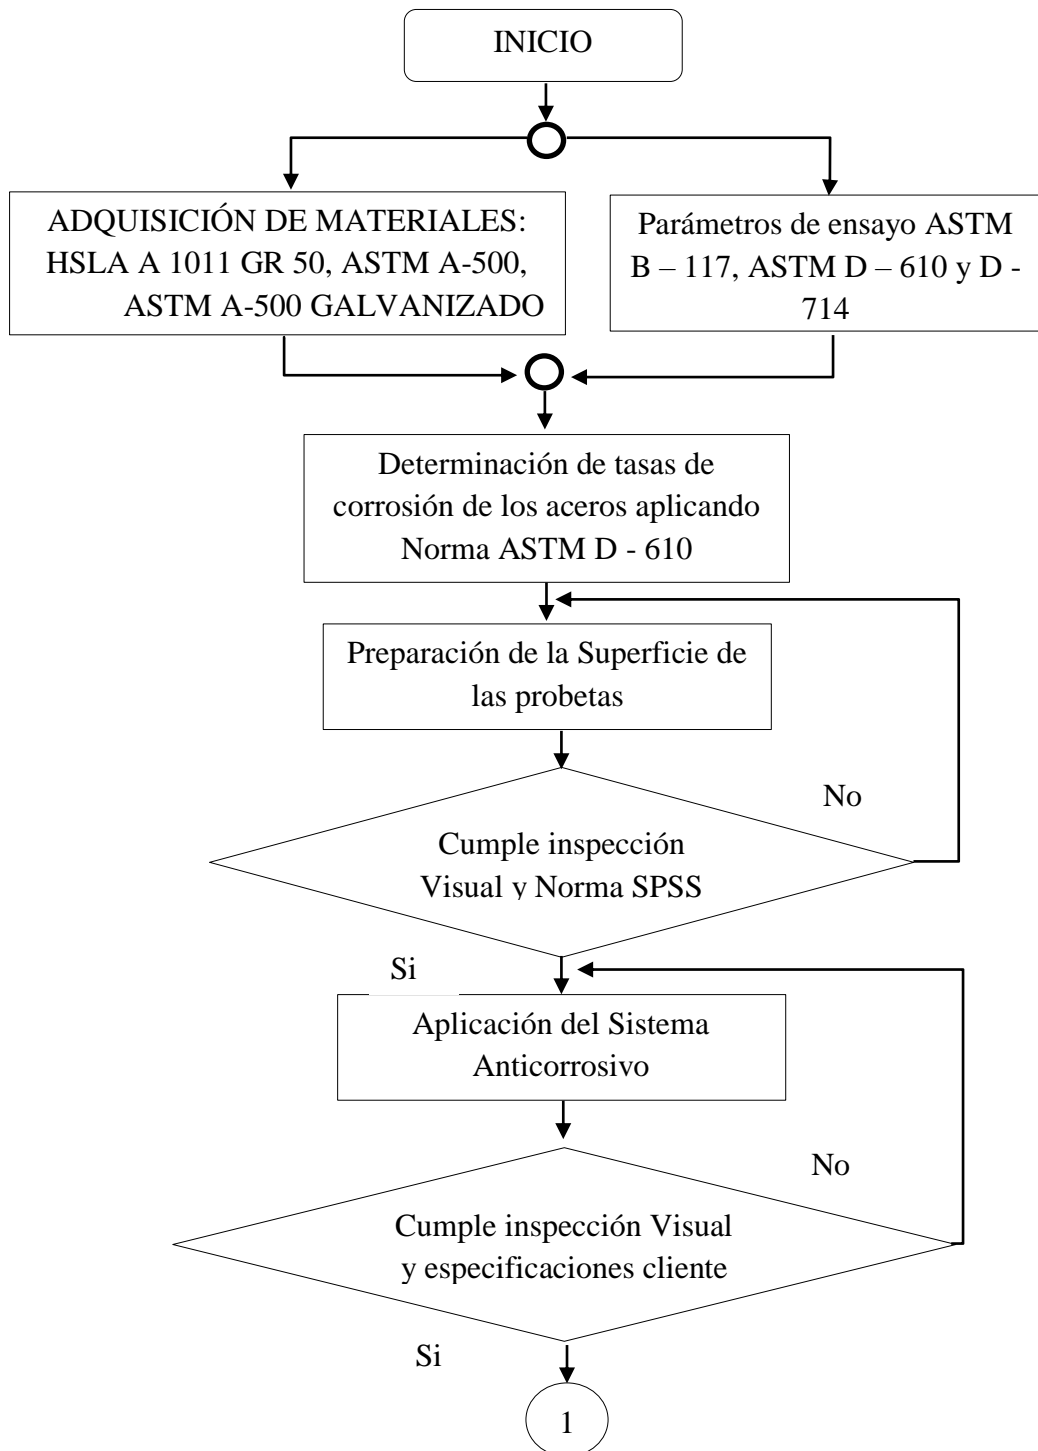 INICIO
ADQUISICIÓN DE MATERIALES:
HSLA A 1011 GR 50, ASTM A-500,
ASTM A-500 GALVANIZADO
Parámetros de ensayo ASTM
B – 117, ASTM D – 610 y D -
714
Determinación de tasas de
corrosión de los aceros aplicando
Norma ASTM D - 610
Preparación de la Superficie de
las probetas
No
Cumple inspección
Visual y Norma SPSS
Si
Aplicación del Sistema
Anticorrosivo
No
Cumple inspección Visual
y especificaciones cliente
Si
1